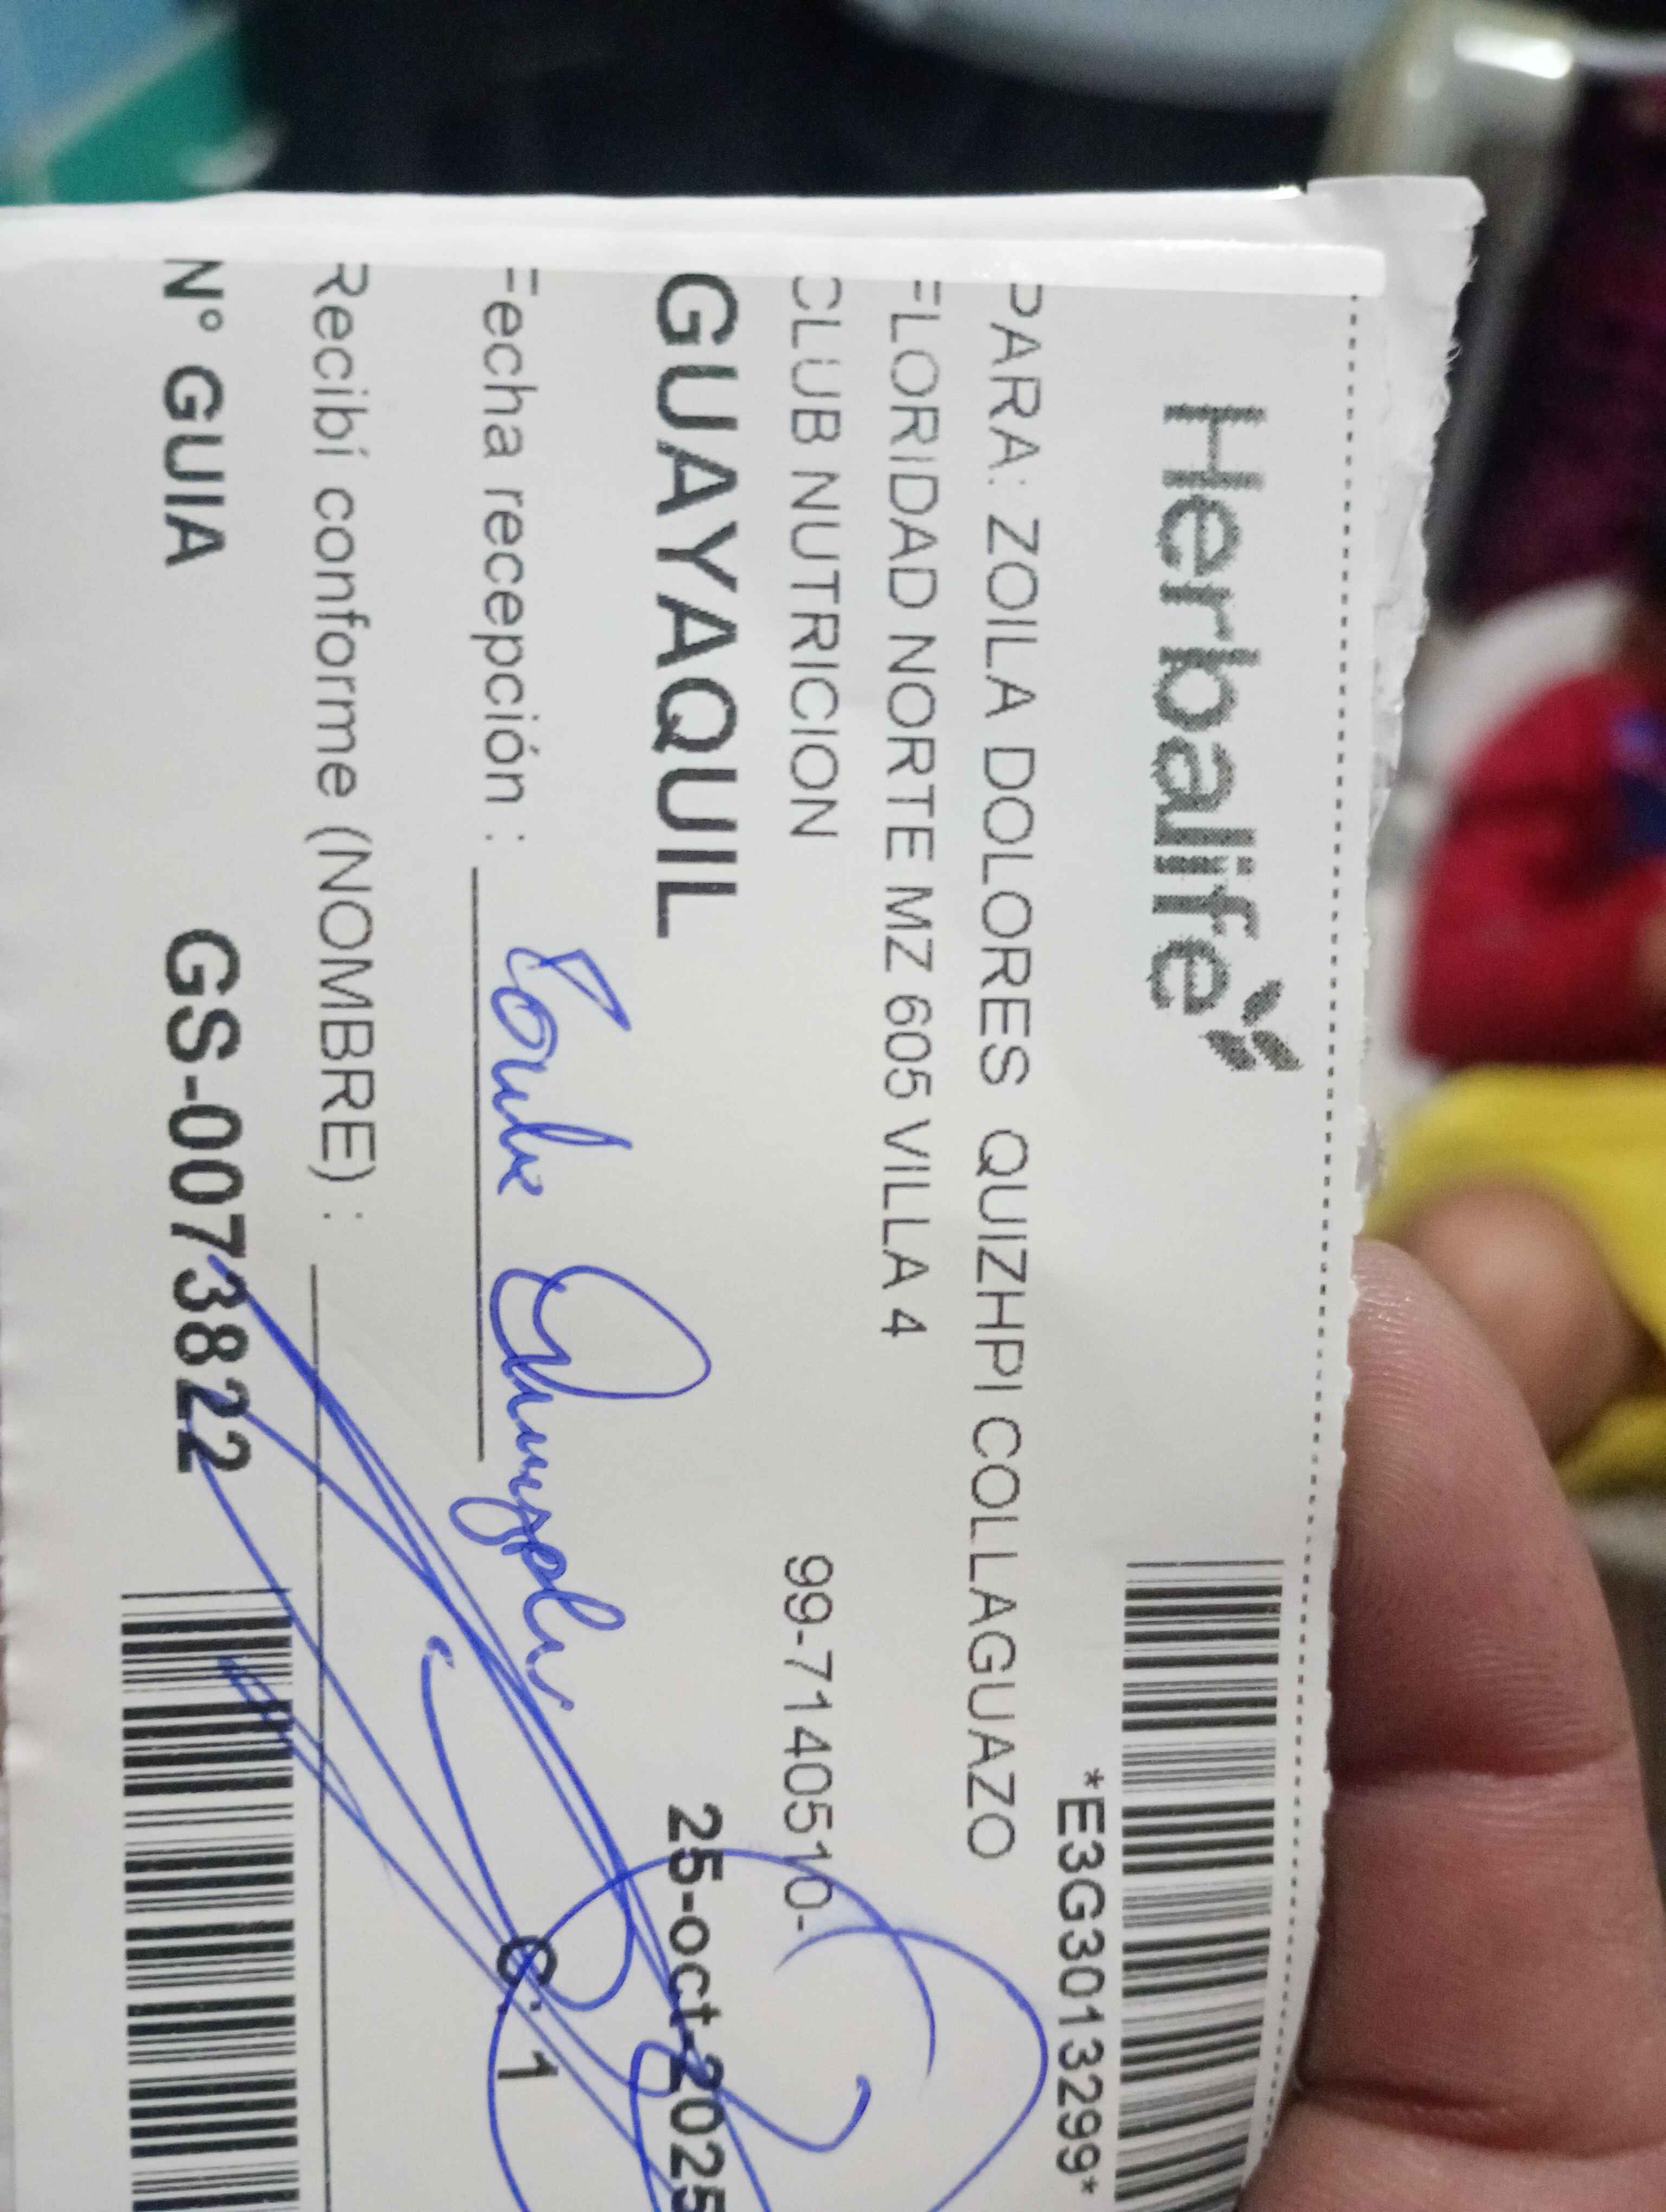 Herbalife
*E3G3013299*
PARA: ZOILA DOLORES QUIZHPI COLLAGUAZO
FLORIDAD NORTE MZ 605 VILLA 4
CLUB NUTRICION 99-7140510-
GUAYAQUIL 25-oct-2025
Fecha recepción :
C. 1
Recibí conforme (NOMBRE) :
N° GUIA GS-0073822